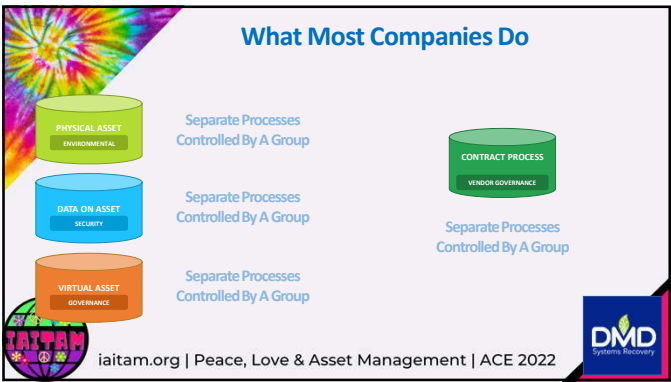 What Most Companies Do
PHYSICAL ASSET
ENVIRONMENTAL
Separate Processes
Controlled By A Group
DATA ON ASSET
SECURITY
Separate Processes
Controlled By A Group
VIRTUAL ASSET
GOVERNANCE
Separate Processes
Controlled By A Group
CONTRACT PROCESS
VENDOR GOVERNANCE
Separate Processes
Controlled By A Group
IAITAM
iaitam.org | Peace, Love & Asset Management | ACE 2022
DMD
Systems Recovery